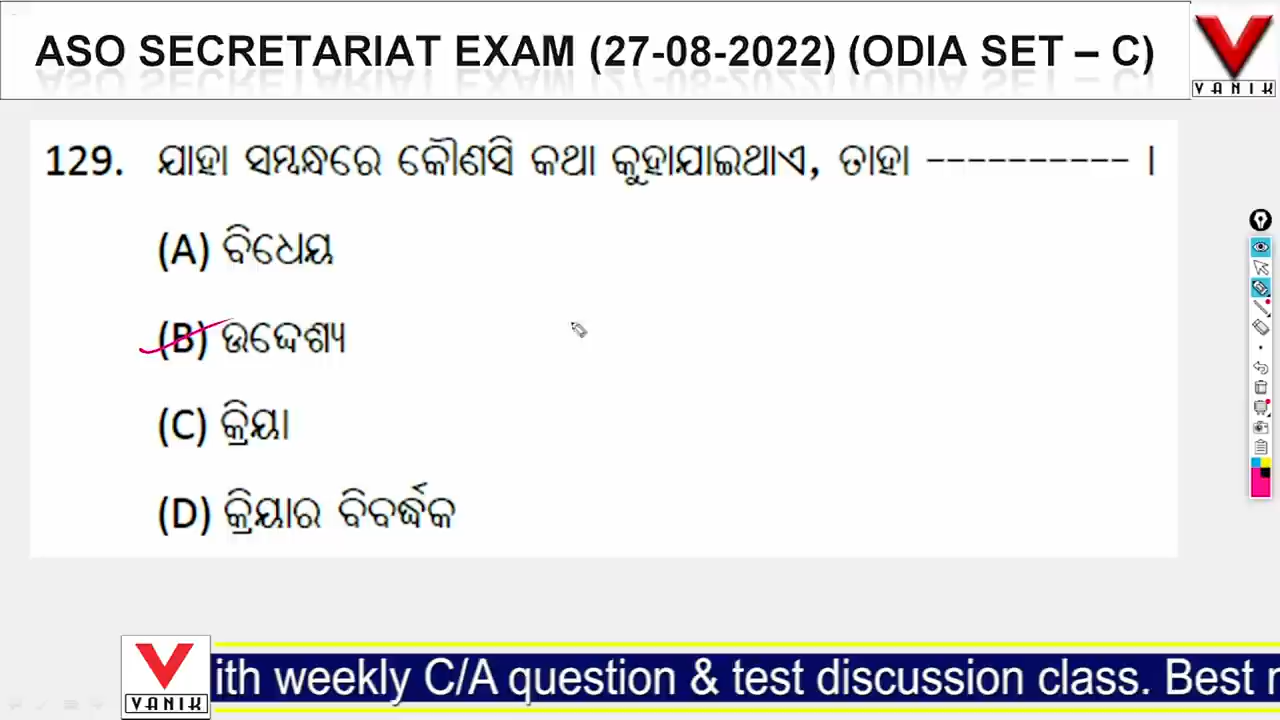 ASO SECRETARIAT EXAM (27-08-2022) (ODIA SET – C)
VANIK
129. ଯାହା ସମ୍ବନ୍ଧରେ କୌଣସି କଥା କୁହାଯାଇଥାଏ, ତାହା ---------- ।
(A) ବିଧେୟ
(B) ଉଦ୍ଦେଶ୍ୟ
(C) କ୍ରିୟା
(D) କ୍ରିୟାର ବିବର୍ଦ୍ଧକ
VANIK
ith weekly C/A question & test discussion class. Best